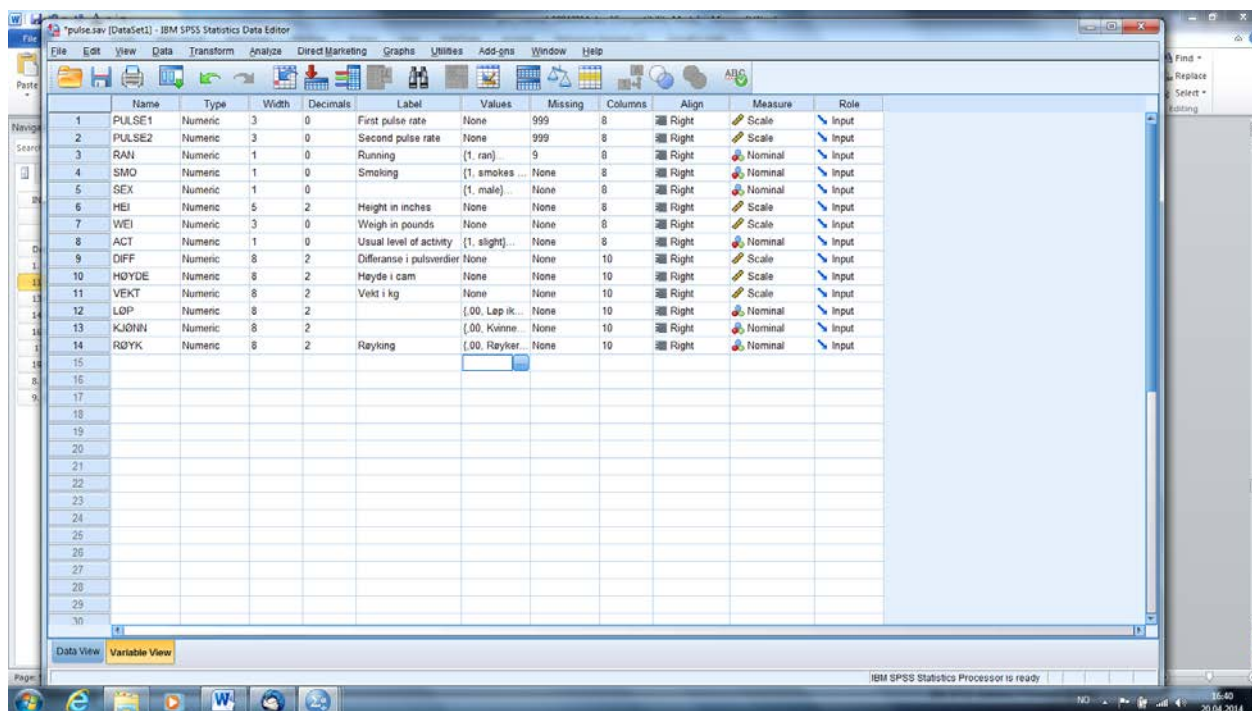 File
Paste
Find
Replace
Select
Editing
Naviga
Searc
Page:
*pulse.sav [DataSet1] - IBM SPSS Statistics Data Editor
File Edit View Data Transform Analyze Direct Marketing Graphs Utilities Add-ons Window Help
Name Type Width Decimals Label Values Missing Columns Align Measure Role
1 PULSE1 Numeric 3 0 First pulse rate None 999 8 Right Scale Input
2 PULSE2 Numeric 3 0 Second pulse rate None 999 8 Right Scale Input
3 RAN Numeric 1 0 Running {1, ran}... 9 8 Right Nominal Input
4 SMO Numeric 1 0 Smoking {1, smokes ... None 8 Right Nominal Input
5 SEX Numeric 1 0 {1, male}... None 8 Right Nominal Input
6 HEI Numeric 5 2 Height in inches None None 8 Right Scale Input
7 WEI Numeric 3 0 Weigh in pounds None None 8 Right Scale Input
8 ACT Numeric 1 0 Usual level of activity {1, slight}... None 8 Right Nominal Input
9 DIFF Numeric 8 2 Differanse i pulsverdier None None 10 Right Scale Input
10 HØYDE Numeric 8 2 Høyde i cam None None 10 Right Scale Input
11 VEKT Numeric 8 2 Vekt i kg None None 10 Right Scale Input
12 LØP Numeric 8 2 {,00, Løp ik... None 10 Right Nominal Input
13 KJØNN Numeric 8 2 {,00, Kvinne... None 10 Right Nominal Input
14 RØYK Numeric 8 2 Røyking {,00, Røyker... None 10 Right Nominal Input
15
16
17
18
19
20
21
22
23
24
25
26
27
28
29
30
Data View Variable View
IBM SPSS Statistics Processor is ready
NO 16:40
20.04.2014